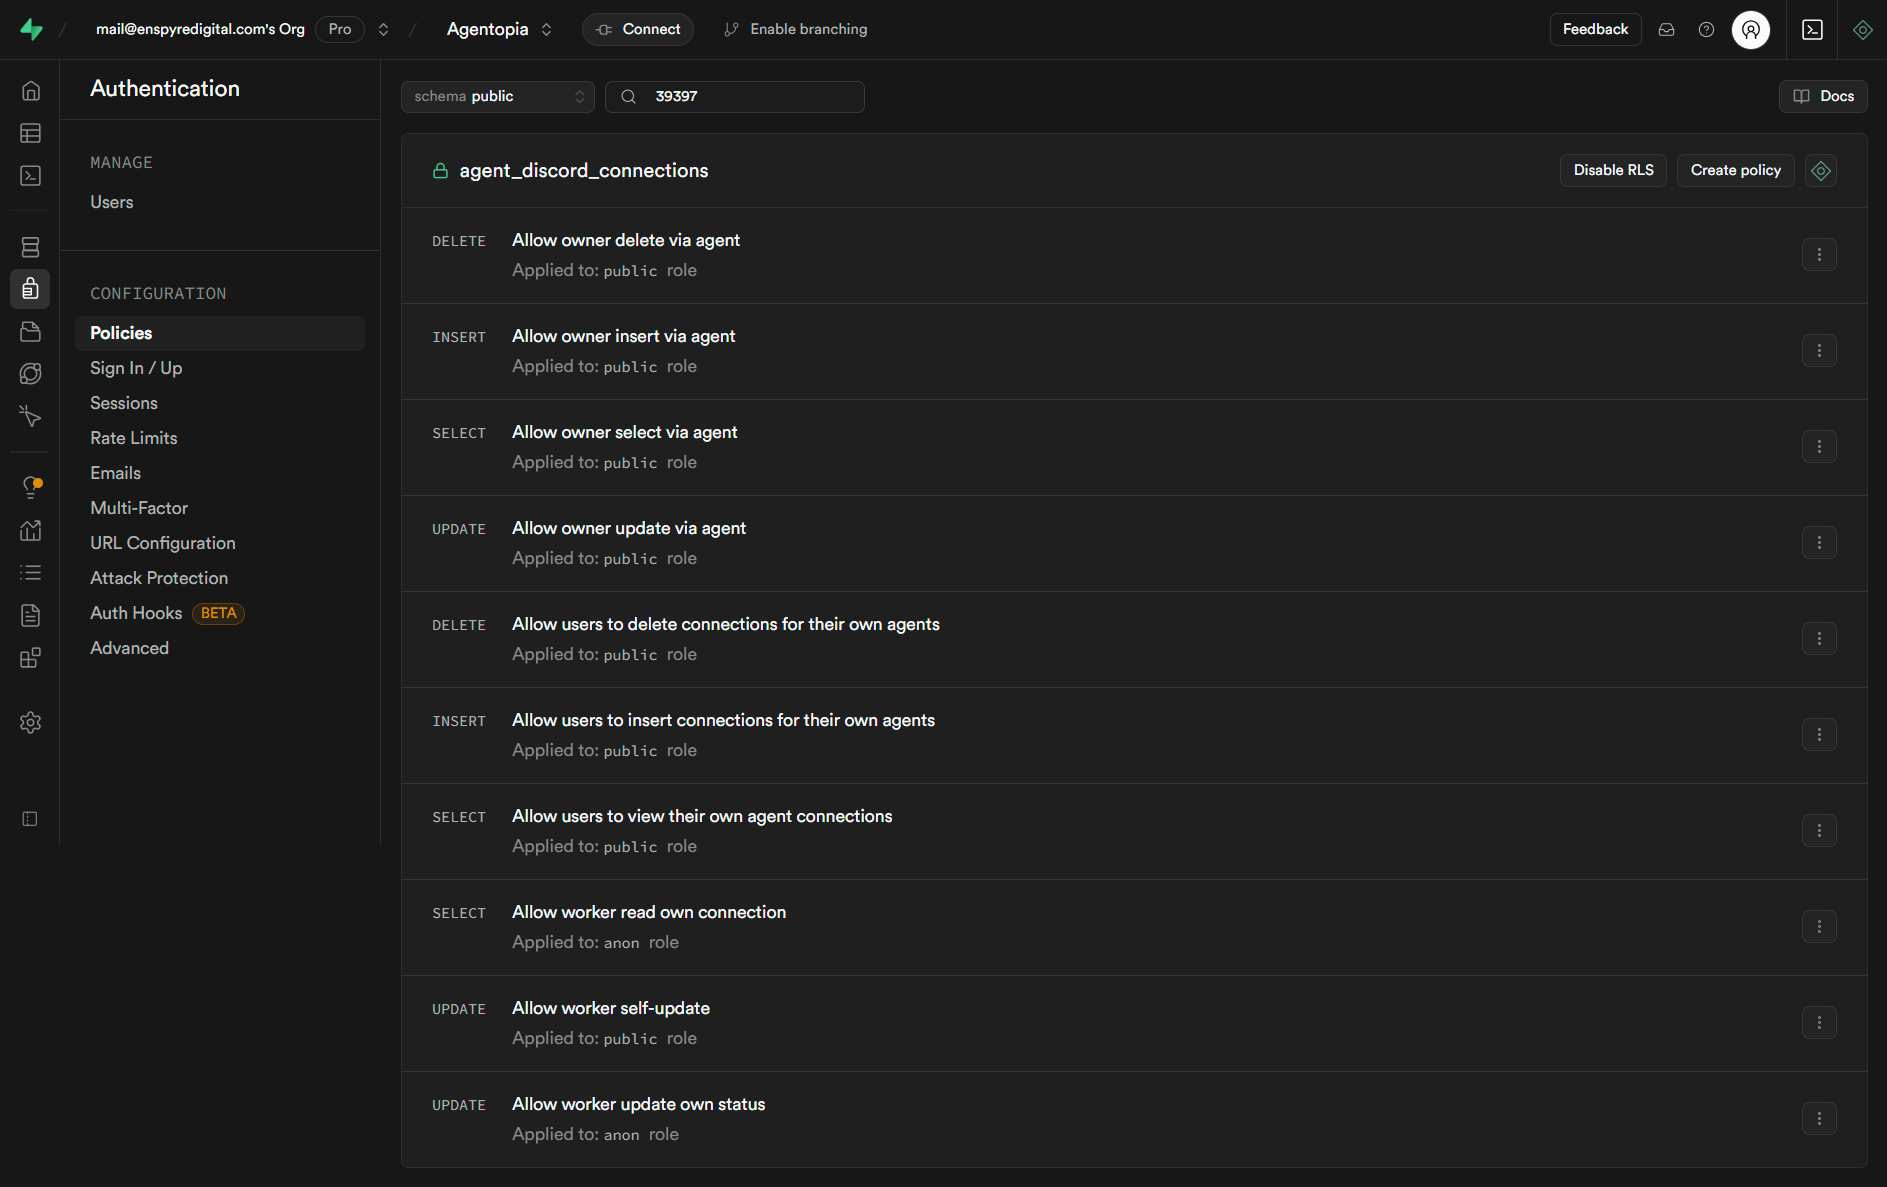 mail@enspyredigital.com's Org Pro Agentopia Connect Enable branching Feedback
Authentication
MANAGE
Users
CONFIGURATION
Policies
Sign In / Up
Sessions
Rate Limits
Emails
Multi-Factor
URL Configuration
Attack Protection
Auth Hooks BETA
Advanced
schema public 39397 Docs
agent_discord_connections Disable RLS Create policy
DELETE Allow owner delete via agent
Applied to: public role
INSERT Allow owner insert via agent
Applied to: public role
SELECT Allow owner select via agent
Applied to: public role
UPDATE Allow owner update via agent
Applied to: public role
DELETE Allow users to delete connections for their own agents
Applied to: public role
INSERT Allow users to insert connections for their own agents
Applied to: public role
SELECT Allow users to view their own agent connections
Applied to: public role
SELECT Allow worker read own connection
Applied to: anon role
UPDATE Allow worker self-update
Applied to: public role
UPDATE Allow worker update own status
Applied to: anon role